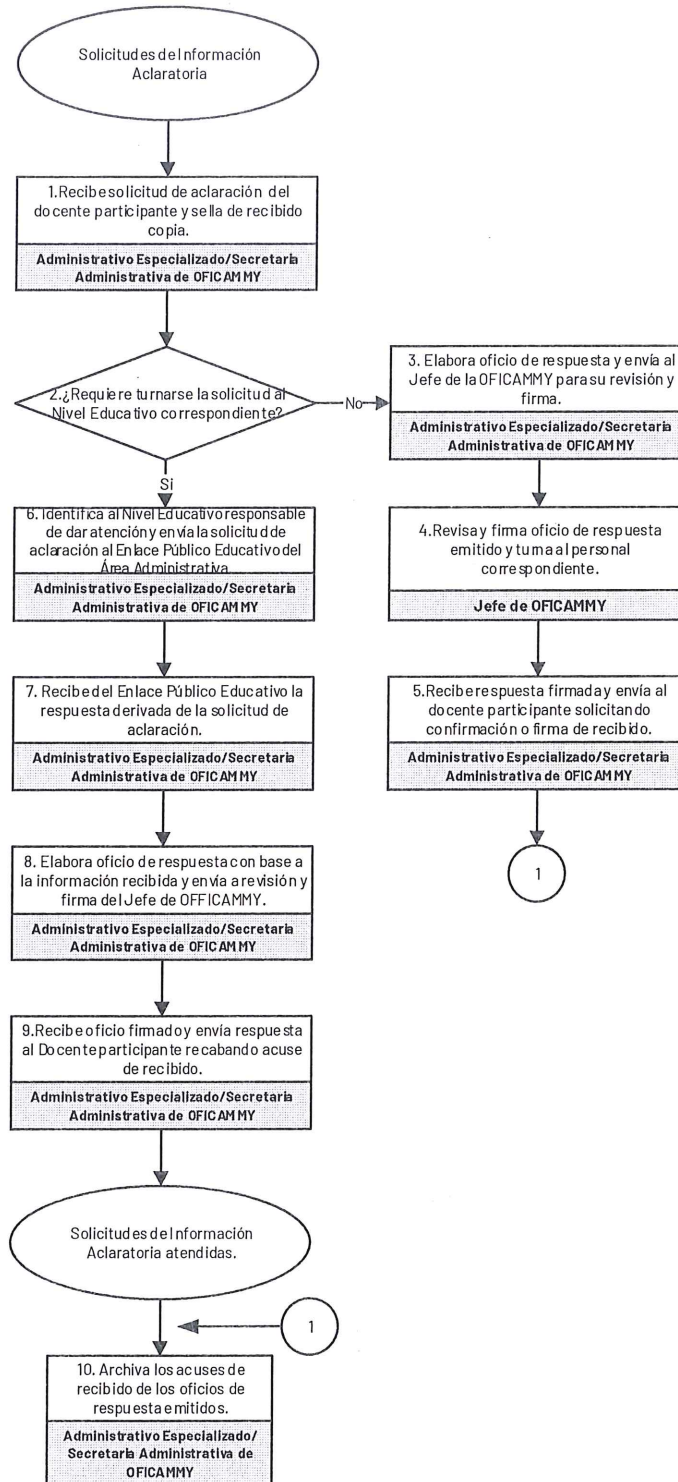 Solicitudes de Información
Aclaratoria
1.Recibe solicitud de aclaración del
docente participante y sella de recibido
copia.
Administrativo Especializado/Secretaria
Administrativa de OFICAMMY
2.¿Requiere turnarse la solicitud al
Nivel Educativo correspondiente?
No
3. Elabora oficio de respuesta y envía al
Jefe de la OFICAMMY para su revisión y
firma.
Administrativo Especializado/Secretaria
Administrativa de OFICAMMY
4.Revisa y firma oficio de respuesta
emitido y turna al personal
correspondiente.
Jefe de OFICAMMY
5.Recibe respuesta firmada y envía al
docente participante solicitando
confirmación o firma de recibido.
Administrativo Especializado/Secretaria
Administrativa de OFICAMMY
1
Si
6. Identifica al Nivel Educativo responsable
de dar atención y envía la solicitud de
aclaración al Enlace Público Educativo del
Área Administrativa
Administrativo Especializado/Secretaria
Administrativa de OFICAMMY
7. Recibe del Enlace Público Educativo la
respuesta derivada de la solicitud de
aclaración.
Administrativo Especializado/Secretaria
Administrativa de OFICAMMY
8. Elabora oficio de respuesta con base a
la información recibida y envía a revisión y
firma del Jefe de OFFICAMMY.
Administrativo Especializado/Secretaria
Administrativa de OFICAMMY
9.Recibe oficio firmado y envía respuesta
al Docente participante recabando acuse
de recibido.
Administrativo Especializado/Secretaria
Administrativa de OFICAMMY
Solicitudes de Información
Aclaratoria atendidas.
1
10. Archiva los acuses de
recibido de los oficios de
respuesta emitidos.
Administrativo Especializado/
Secretaria Administrativa de
OFICAMMY